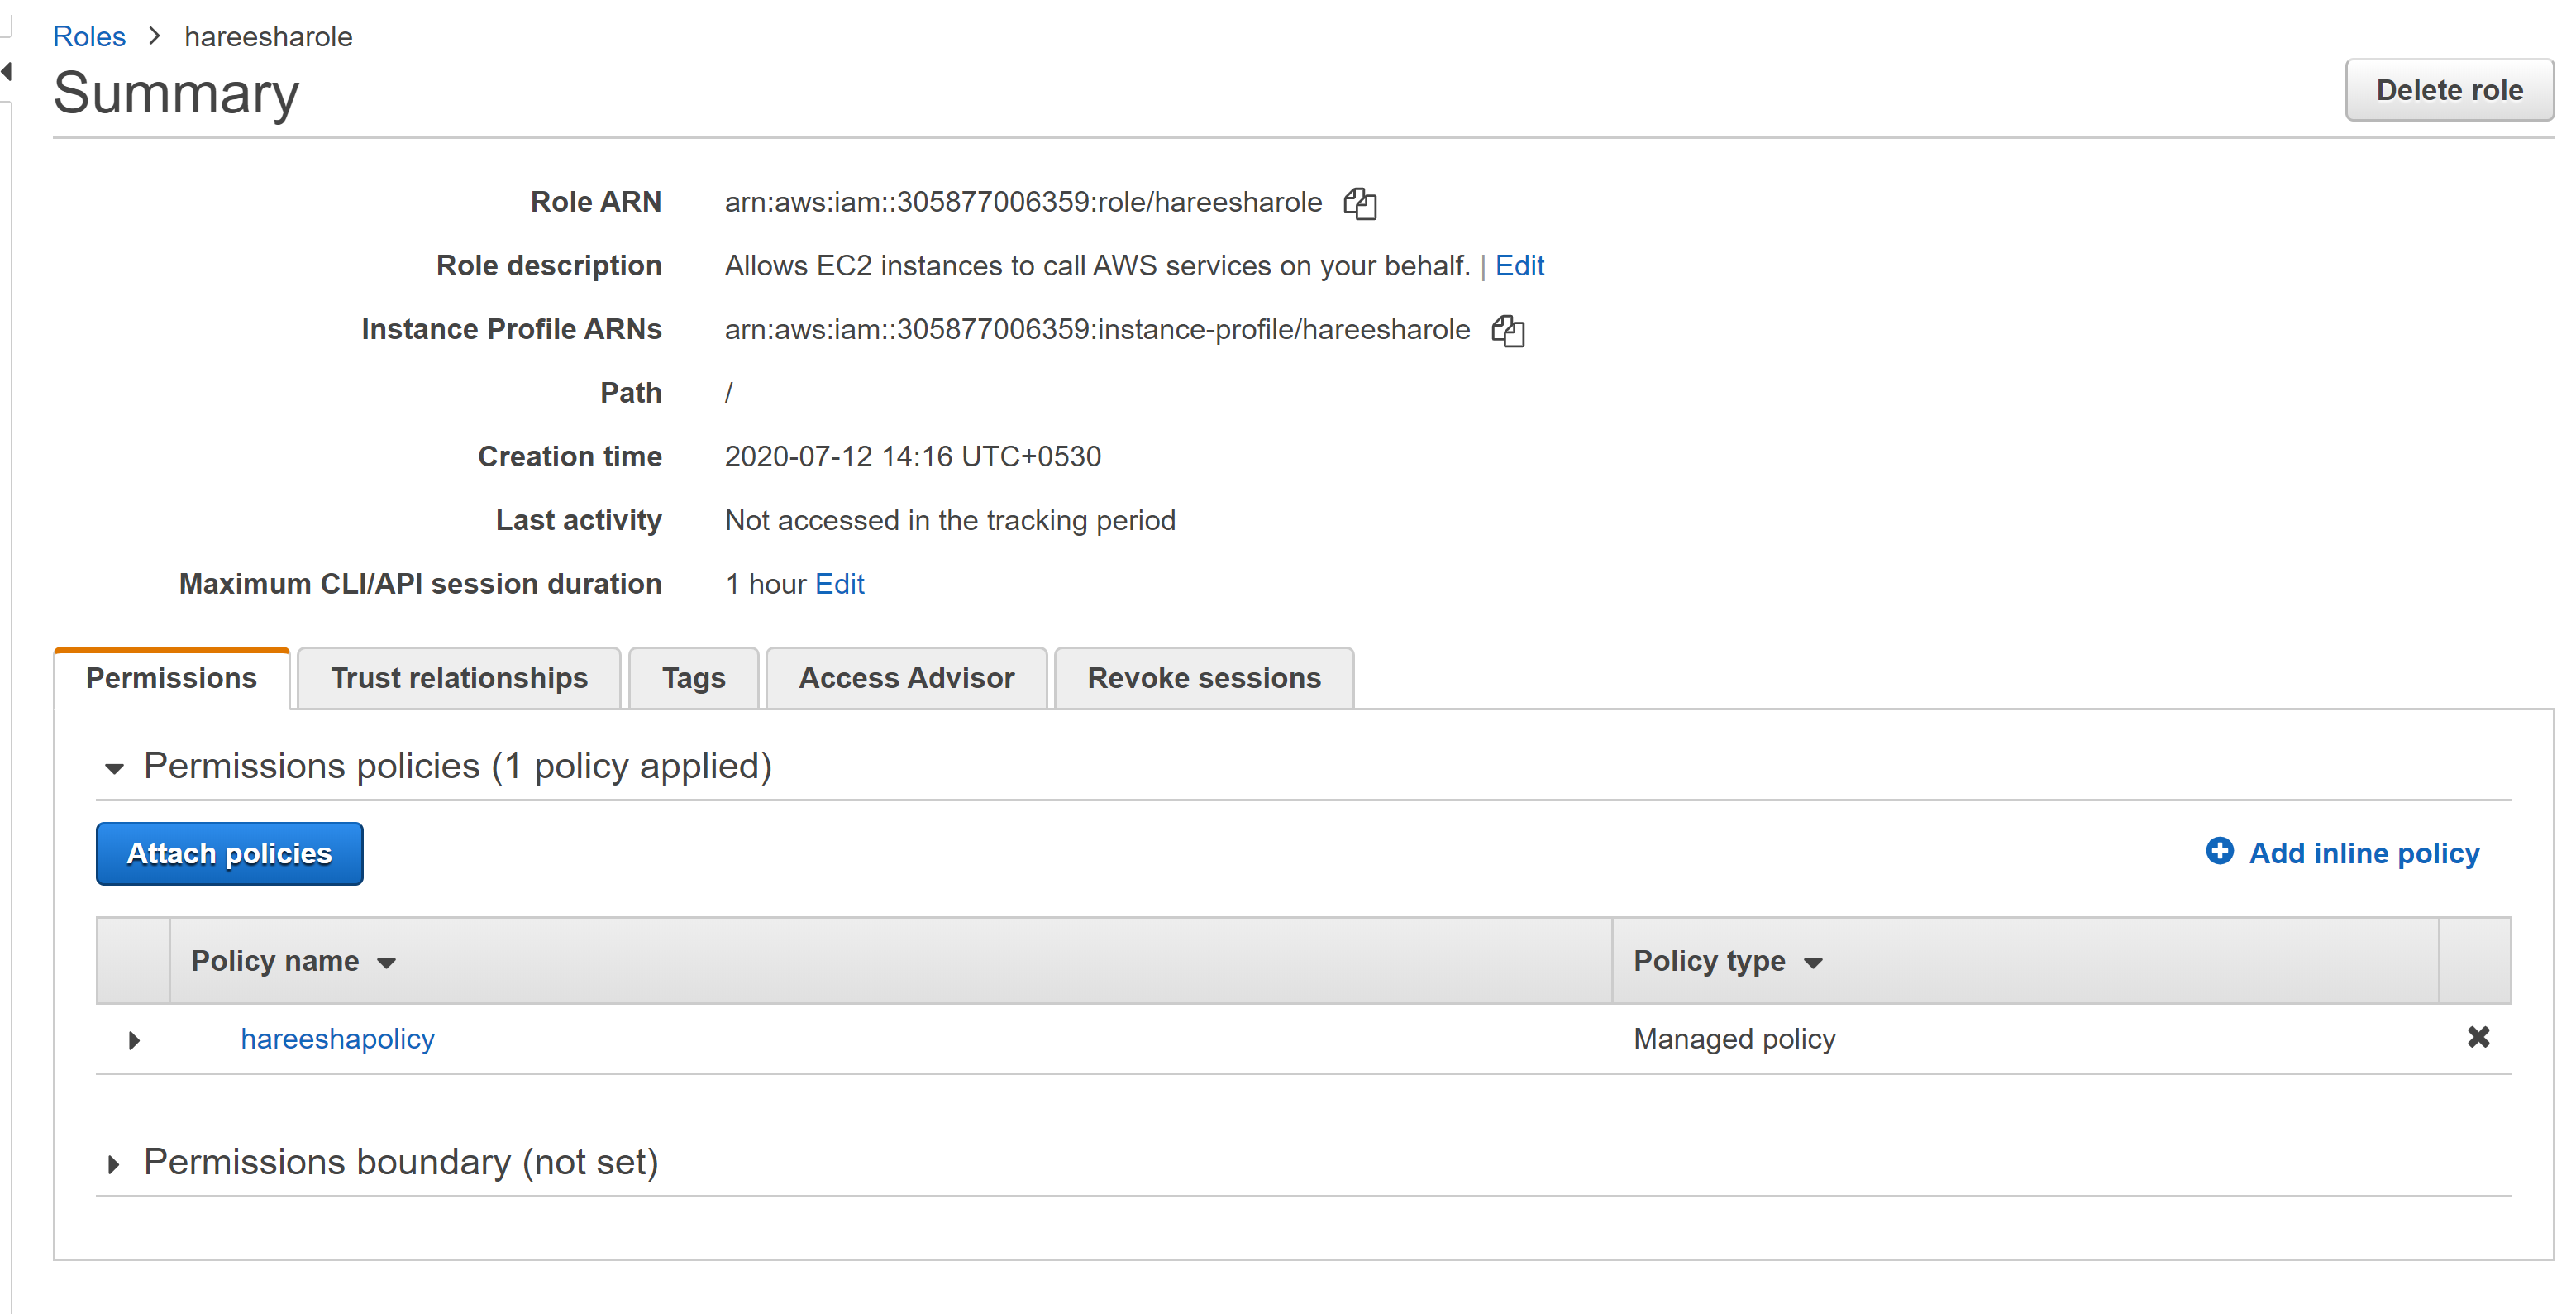 Roles > hareesharole
Summary
Delete role
Role ARN arn:aws:iam::305877006359:role/hareesharole
Role description Allows EC2 instances to call AWS services on your behalf. | Edit
Instance Profile ARNs arn:aws:iam::305877006359:instance-profile/hareesharole
Path /
Creation time 2020-07-12 14:16 UTC+0530
Last activity Not accessed in the tracking period
Maximum CLI/API session duration 1 hour Edit
Permissions Trust relationships Tags Access Advisor Revoke sessions
Permissions policies (1 policy applied)
Attach policies Add inline policy
Policy name Policy type
hareeshapolicy Managed policy
Permissions boundary (not set)